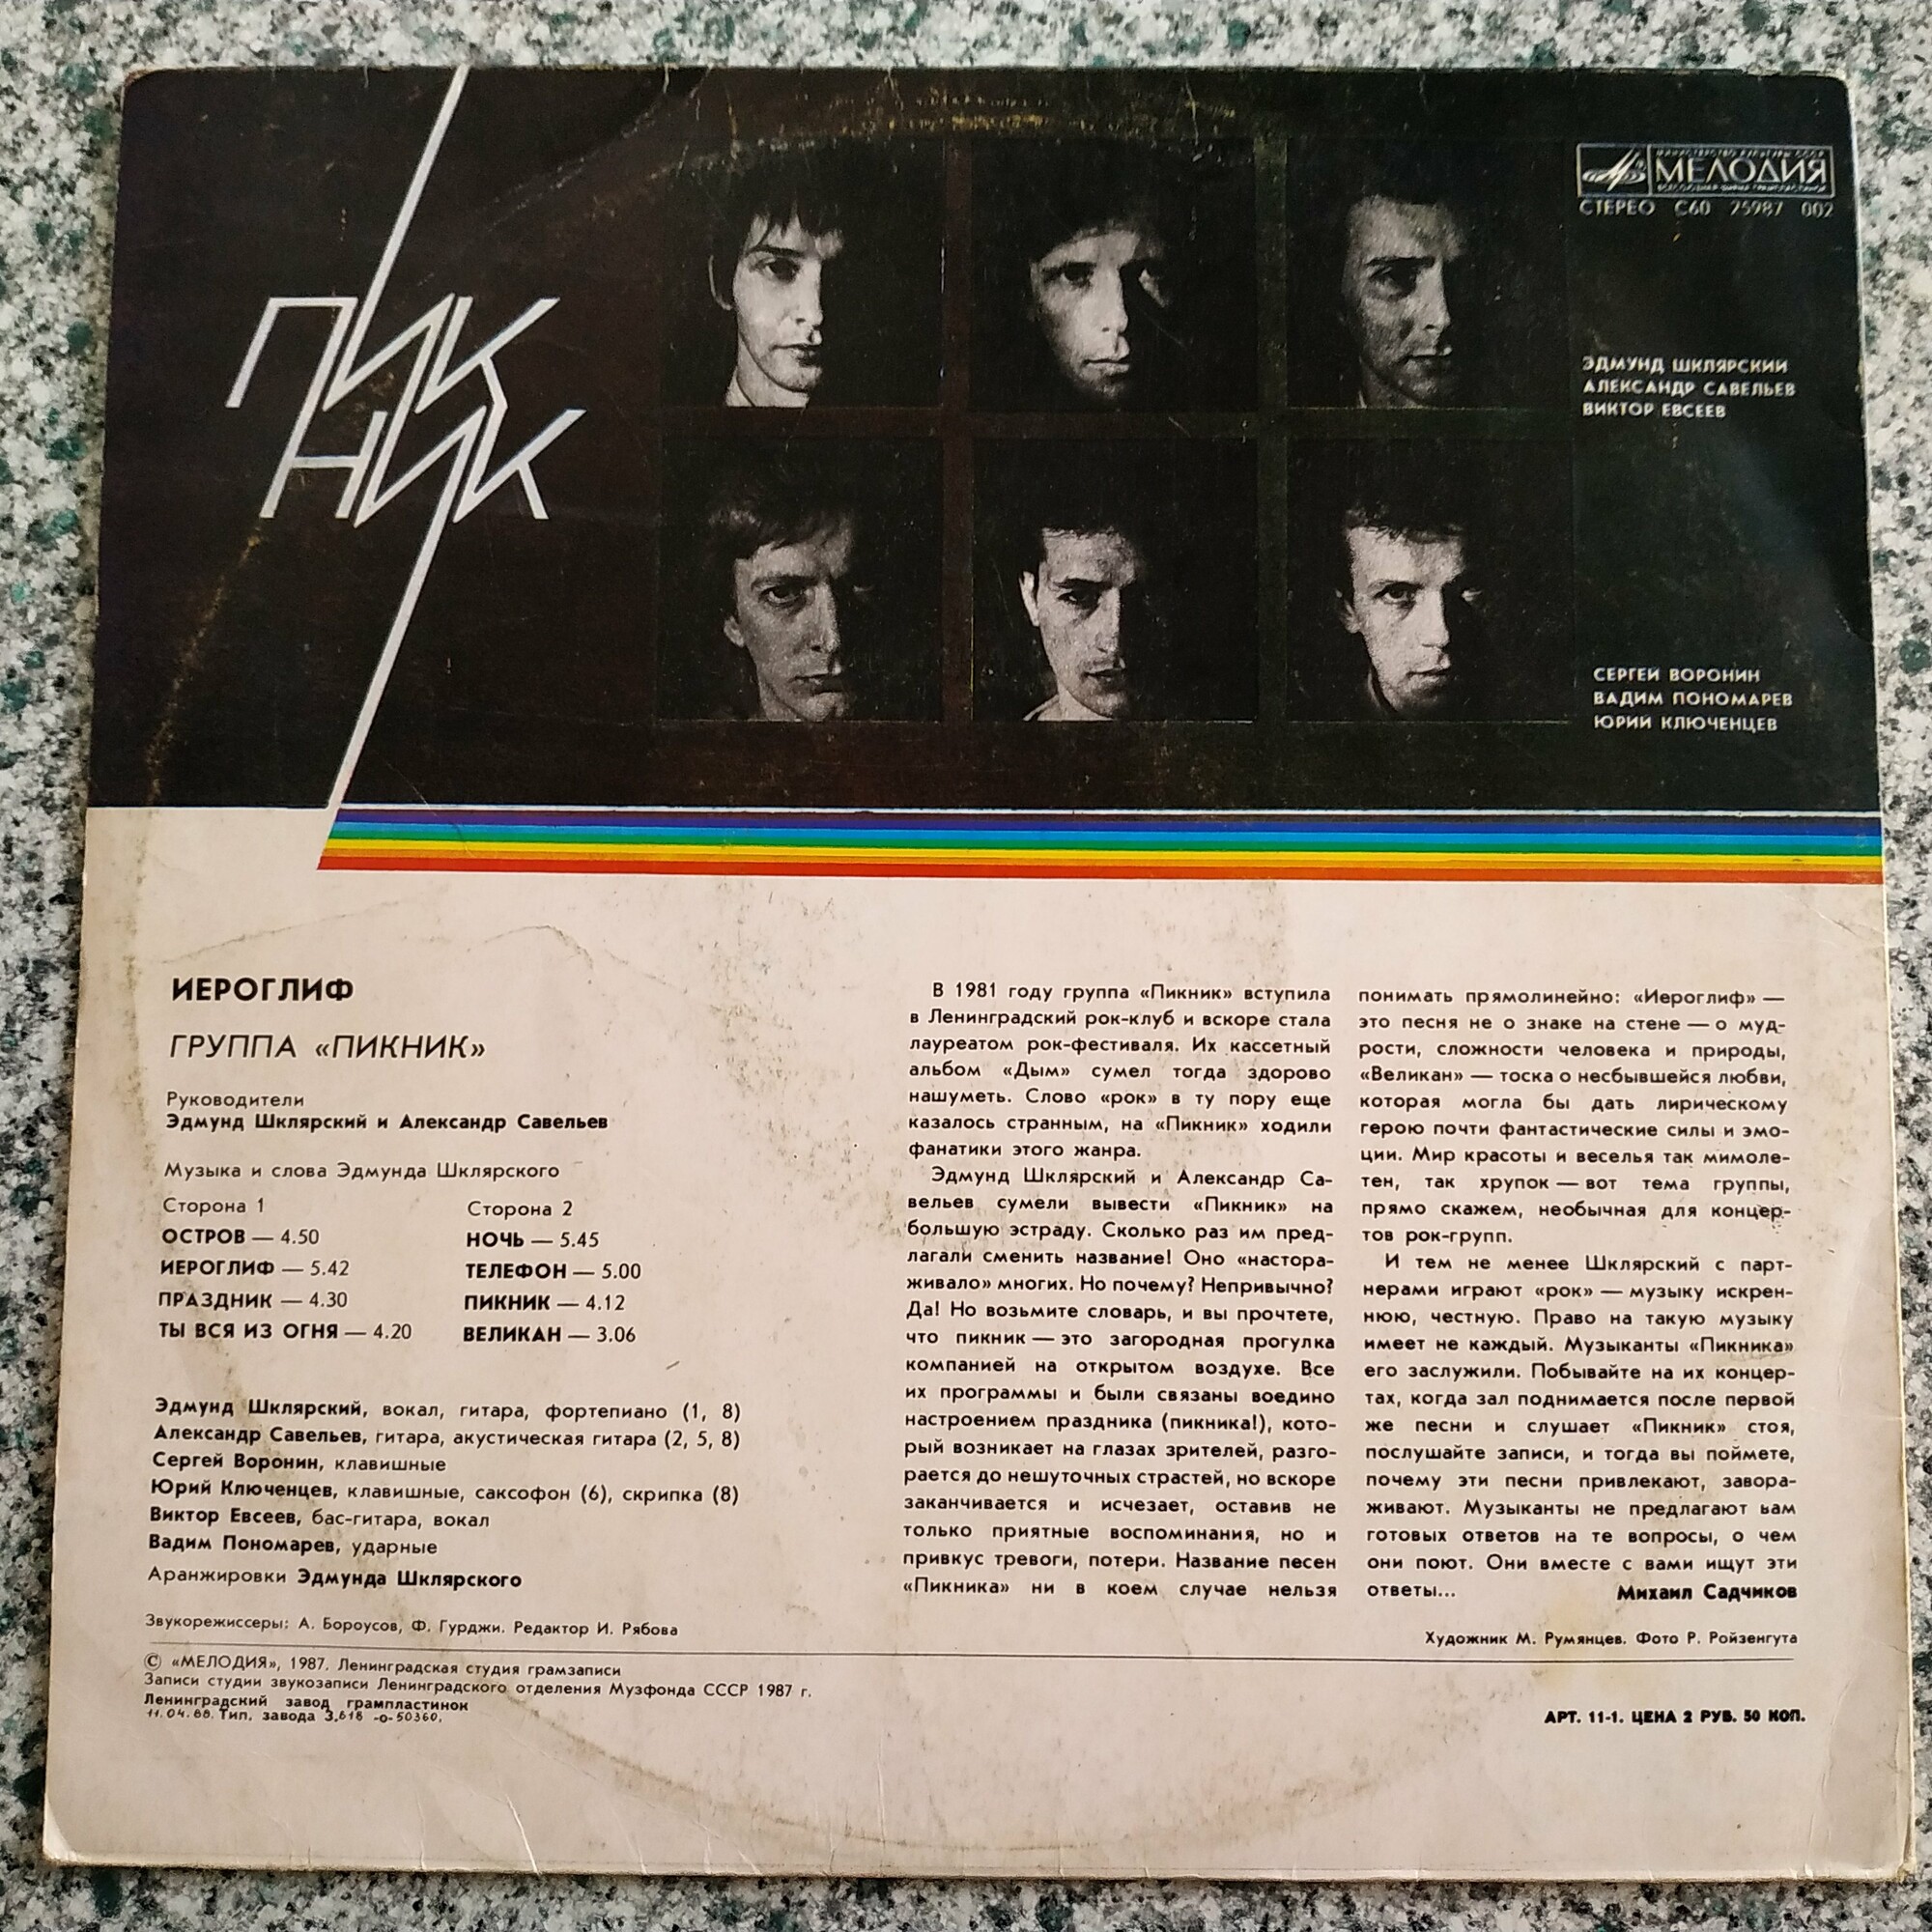 ПИК
НИК
МИНИСТЕРСТВО КУЛЬТУРЫ СССР
МЕЛОДИЯ
ВСЕСОЮЗНАЯ ФИРМА ГРАМПЛАСТИНОК
СТЕРЕО С60 25987 002
ЭДМУНД ШКЛЯРСКИЙ
АЛЕКСАНДР САВЕЛЬЕВ
ВИКТОР ЕВСЕЕВ
СЕРГЕЙ ВОРОНИН
ВАДИМ ПОНОМАРЕВ
ЮРИЙ КЛЮЧЕНЦЕВ
ИЕРОГЛИФ
ГРУППА «ПИКНИК»
Руководители
Эдмунд Шклярский и Александр Савельев
Музыка и слова Эдмунда Шклярского
Сторона 1
ОСТРОВ — 4.50
ИЕРОГЛИФ — 5.42
ПРАЗДНИК — 4.30
ТЫ ВСЯ ИЗ ОГНЯ — 4.20
Сторона 2
НОЧЬ — 5.45
ТЕЛЕФОН — 5.00
ПИКНИК — 4.12
ВЕЛИКАН — 3.06
Эдмунд Шклярский, вокал, гитара, фортепиано (1, 8)
Александр Савельев, гитара, акустическая гитара (2, 5, 8)
Сергей Воронин, клавишные
Юрий Ключенцев, клавишные, саксофон (6), скрипка (8)
Виктор Евсеев, бас-гитара, вокал
Вадим Пономарев, ударные
Аранжировки Эдмунда Шклярского
Звукорежиссеры: А. Бороусов, Ф. Гурджи. Редактор И. Рябова
© «МЕЛОДИЯ», 1987. Ленинградская студия грамзаписи
Записи студии звукозаписи Ленинградского отделения Музфонда СССР 1987 г.
Ленинградский завод грампластинок
11.04.88. Тип. завода З.618 -о-50360.
В 1981 году группа «Пикник» вступила
в Ленинградский рок-клуб и вскоре стала
лауреатом рок-фестиваля. Их кассетный
альбом «Дым» сумел тогда здорово
нашуметь. Слово «рок» в ту пору еще
казалось странным, на «Пикник» ходили
фанатики этого жанра.
Эдмунд Шклярский и Александр Са-
вельев сумели вывести «Пикник» на
большую эстраду. Сколько раз им пред-
лагали сменить название! Оно «настора-
живало» многих. Но почему? Непривычно?
Да! Но возьмите словарь, и вы прочтете,
что пикник — это загородная прогулка
компанией на открытом воздухе. Все
их программы и были связаны воедино
настроением праздника (пикника!), кото-
рый возникает на глазах зрителей, разго-
рается до нешуточных страстей, но вскоре
заканчивается и исчезает, оставив не
только приятные воспоминания, но и
привкус тревоги, потери. Название песен
«Пикника» ни в коем случае нельзя
понимать прямолинейно: «Иероглиф» —
это песня не о знаке на стене — о муд-
рости, сложности человека и природы,
«Великан» — тоска о несбывшейся любви,
которая могла бы дать лирическому
герою почти фантастические силы и эмо-
ции. Мир красоты и веселья так мимоле-
тен, так хрупок — вот тема группы,
прямо скажем, необычная для концер-
тов рок-групп.
И тем не менее Шклярский с парт-
нерами играют «рок» — музыку искрен-
нюю, честную. Право на такую музыку
имеет не каждый. Музыканты «Пикника»
его заслужили. Побывайте на их концер-
тах, когда зал поднимается после первой
же песни и слушает «Пикник» стоя,
послушайте записи, и тогда вы поймете,
почему эти песни привлекают, завора-
живают. Музыканты не предлагают вам
готовых ответов на те вопросы, о чем
они поют. Они вместе с вами ищут эти
ответы... Михаил Садчиков
Художник М. Румянцев. Фото Р. Ройзенгута
АРТ. 11-1. ЦЕНА 2 РУБ. 50 КОП.